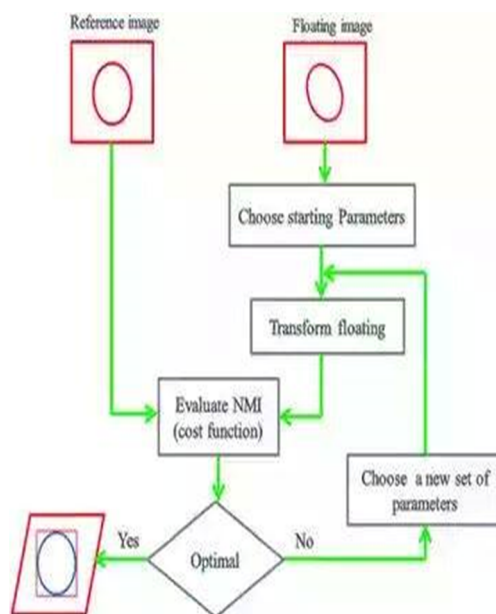 Reference image
Floating image
Choose starting Parameters
Transform floating
Evaluate NMI
(cost function)
Choose a new set of
parameters
Yes
Optimal
No